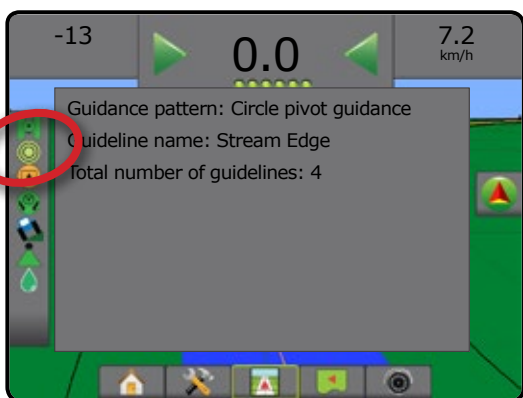 -13
0.0
7.2
km/h
Guidance pattern: Circle pivot guidance
Guideline name: Stream Edge
Total number of guidelines: 4